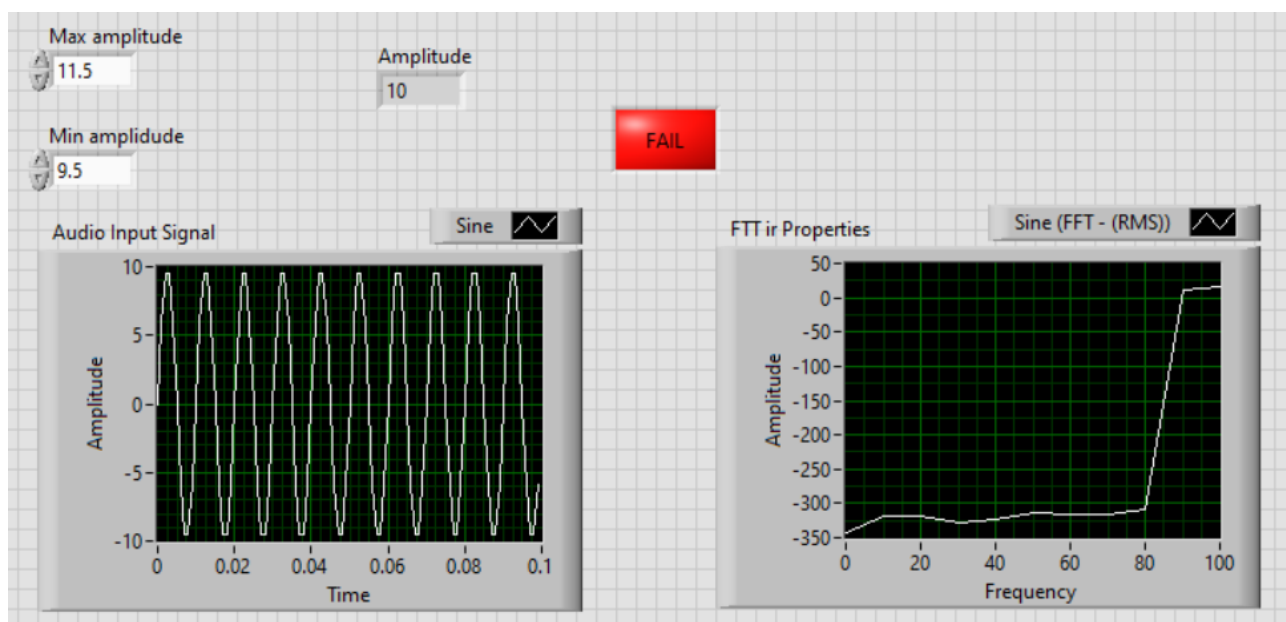 Max amplitude
11.5
Amplitude
10
Min amplidude
9.5
FAIL
Audio Input Signal
Sine
10
5
0
-5
-10
Amplitude
0
0.02
0.04
0.06
0.08
0.1
Time
FTT ir Properties
Sine (FFT - (RMS))
50
0
-50
-100
-150
-200
-250
-300
-350
Amplitude
0
20
40
60
80
100
Frequency